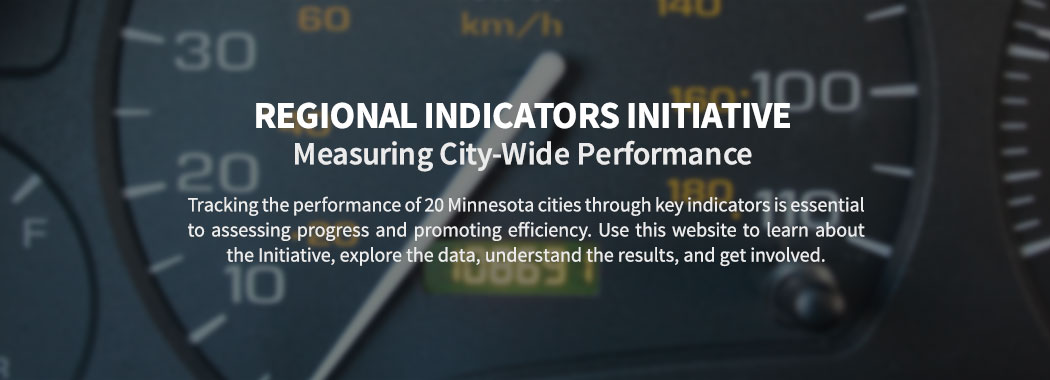 60
140
km/h
30
REGIONAL INDICATORS INITIATIVE
160
100
Measuring City-Wide Performance
20
180
110
Tracking the performance of 20 Minnesota cities through key indicators is essential
to assessing progress and promoting efficiency. Use this website to learn about
the Initiative, explore the data, understand the results, and get involved.
F
10